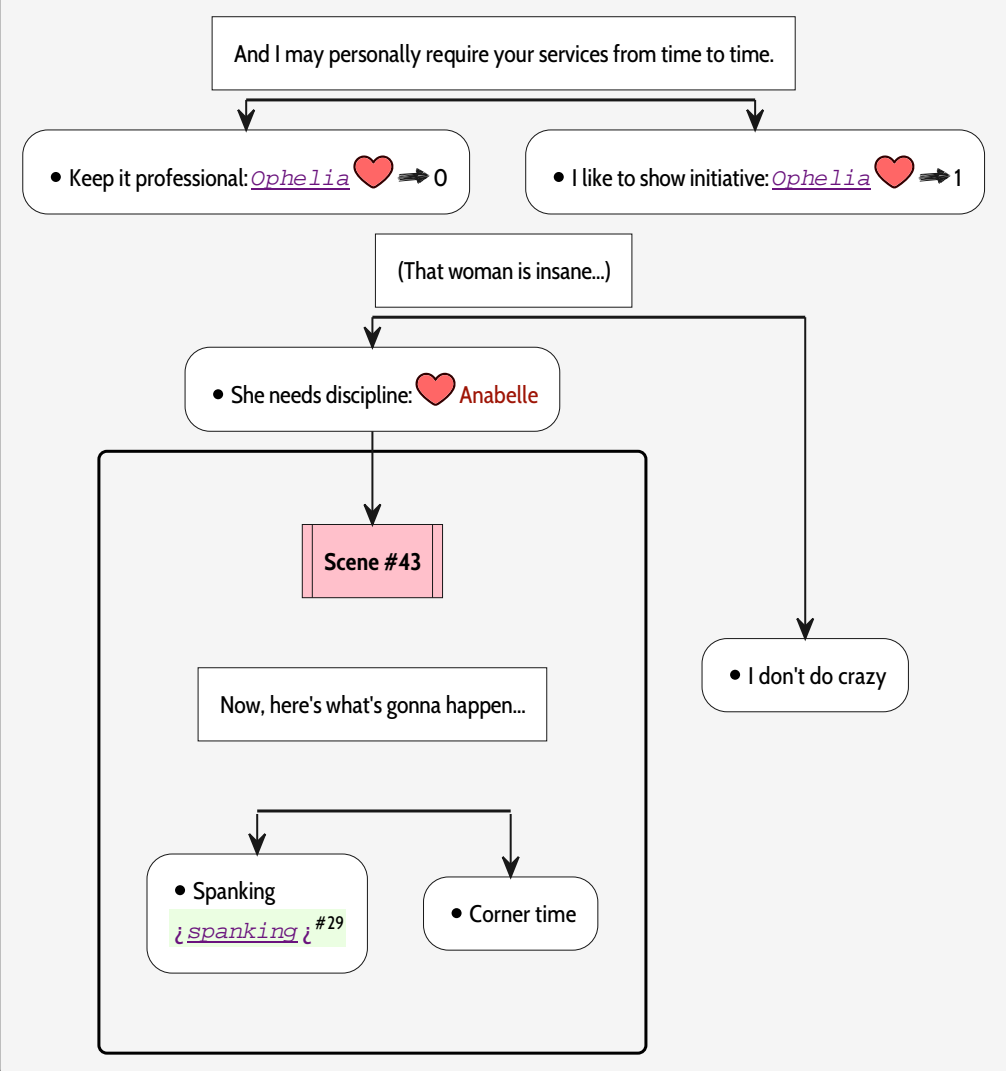 And I may personally require your services from time to time.
• Keep it professional: Ophelia ❤ → 0
• I like to show initiative: Ophelia ❤ → 1
(That woman is insane...)
• She needs discipline: ❤ Anabelle
Scene #43
• I don't do crazy
Now, here's what's gonna happen...
• Spanking
¿spanking¿ #29
• Corner time